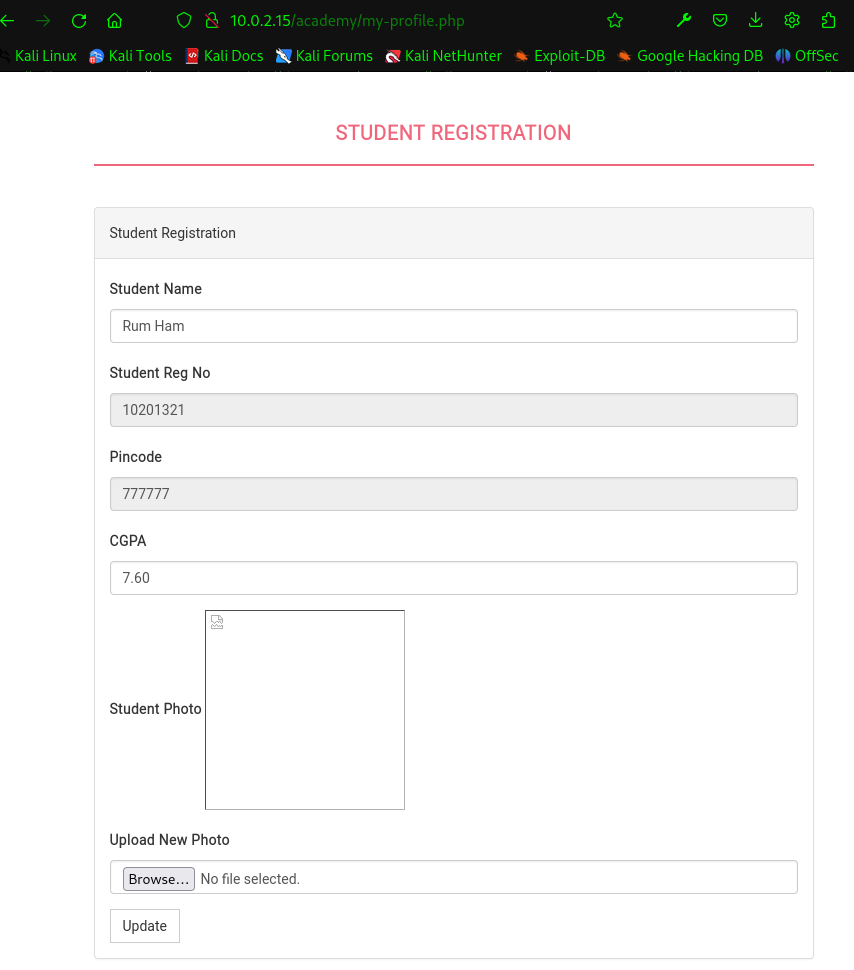 10.0.2.15/academy/my-profile.php
Kali Linux Kali Tools Kali Docs Kali Forums Kali NetHunter Exploit-DB Google Hacking DB OffSec
STUDENT REGISTRATION
Student Registration
Student Name
Rum Ham
Student Reg No
10201321
Pincode
777777
CGPA
7.60
Student Photo
Upload New Photo
Browse... No file selected.
Update